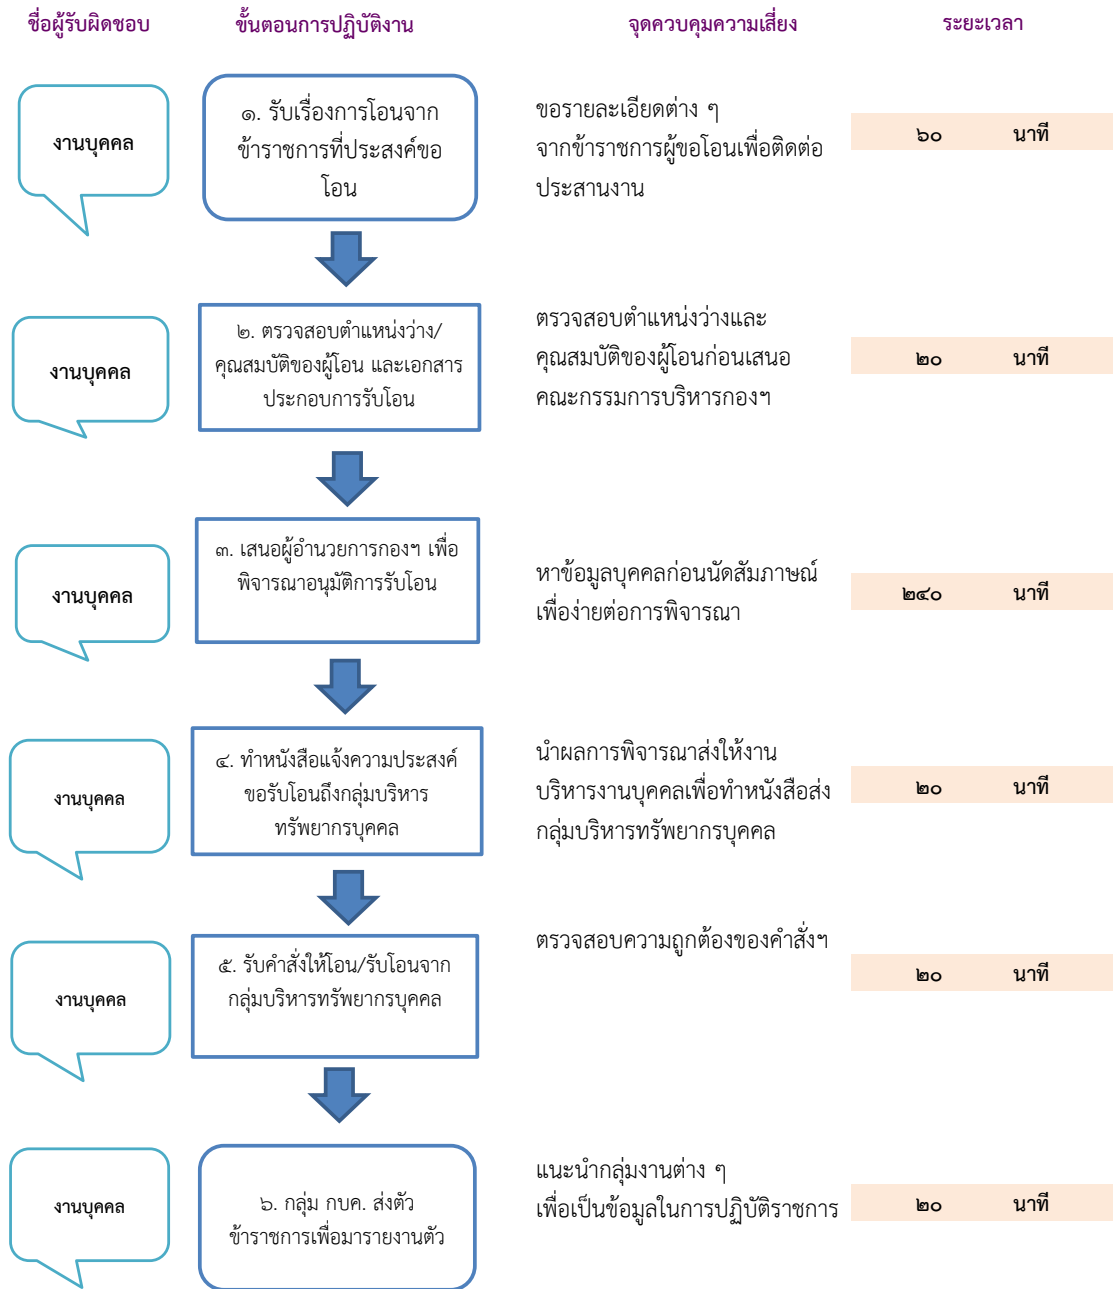 ชื่อผู้รับผิดชอบ ขั้นตอนการปฏิบัติงาน จุดควบคุมความเสี่ยง ระยะเวลา
งานบุคคล
๑. รับเรื่องการโอนจาก
ข้าราชการที่ประสงค์ขอ
โอน
ขอรายละเอียดต่าง ๆ
จากข้าราชการผู้ขอโอนเพื่อติดต่อ
ประสานงาน
๖๐ นาที
งานบุคคล
๒. ตรวจสอบตำแหน่งว่าง/
คุณสมบัติของผู้โอน และเอกสาร
ประกอบการรับโอน
ตรวจสอบตำแหน่งว่างและ
คุณสมบัติของผู้โอนก่อนเสนอ
คณะกรรมการบริหารกองฯ
๒๐ นาที
งานบุคคล
๓. เสนอผู้อำนวยการกองฯ เพื่อ
พิจารณาอนุมัติการรับโอน
หาข้อมูลบุคคลก่อนนัดสัมภาษณ์
เพื่อง่ายต่อการพิจารณา
๒๔๐ นาที
งานบุคคล
๔. ทำหนังสือแจ้งความประสงค์
ขอรับโอนถึงกลุ่มบริหาร
ทรัพยากรบุคคล
นำผลการพิจารณาส่งให้งาน
บริหารงานบุคคลเพื่อทำหนังสือส่ง
กลุ่มบริหารทรัพยากรบุคคล
๒๐ นาที
งานบุคคล
๕. รับคำสั่งให้โอน/รับโอนจาก
กลุ่มบริหารทรัพยากรบุคคล
ตรวจสอบความถูกต้องของคำสั่งฯ
๒๐ นาที
งานบุคคล
๖. กลุ่ม กบค. ส่งตัว
ข้าราชการเพื่อมารายงานตัว
แนะนำกลุ่มงานต่าง ๆ
เพื่อเป็นข้อมูลในการปฏิบัติราชการ
๒๐ นาที